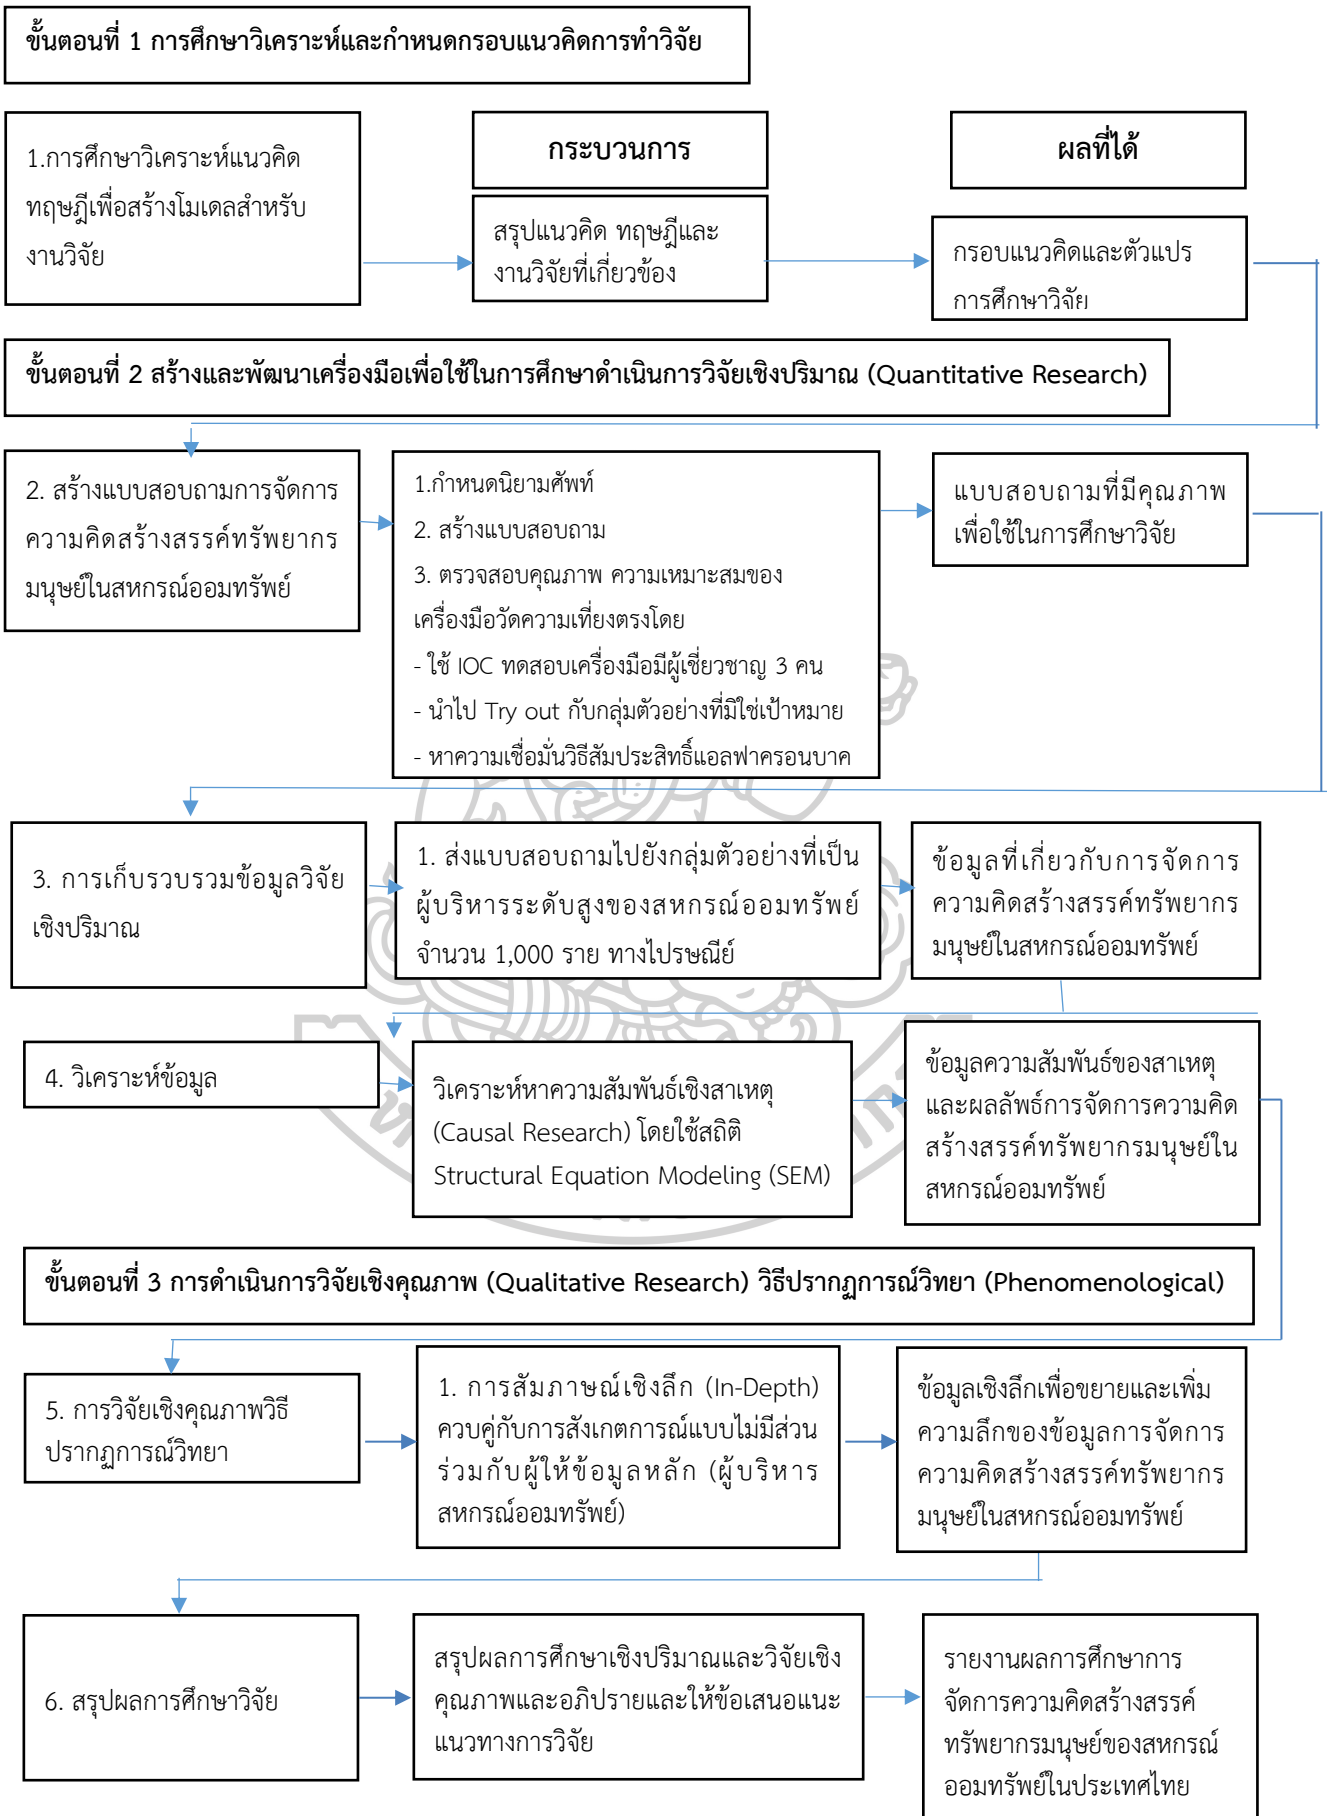 ขั้นตอนที่ 1 การศึกษาวิเคราะห์และกำหนดกรอบแนวคิดการทำวิจัย
1.การศึกษาวิเคราะห์แนวคิด
ทฤษฎีเพื่อสร้างโมเดลสำหรับ
งานวิจัย
กระบวนการ
สรุปแนวคิด ทฤษฎีและ
งานวิจัยที่เกี่ยวข้อง
ผลที่ได้
กรอบแนวคิดและตัวแปร
การศึกษาวิจัย
ขั้นตอนที่ 2 สร้างและพัฒนาเครื่องมือเพื่อใช้ในการศึกษาดำเนินการวิจัยเชิงปริมาณ (Quantitative Research)
2. สร้างแบบสอบถามการจัดการ
ความคิดสร้างสรรค์ทรัพยากร
มนุษย์ในสหกรณ์ออมทรัพย์
1.กำหนดนิยามศัพท์
2. สร้างแบบสอบถาม
3. ตรวจสอบคุณภาพ ความเหมาะสมของ
เครื่องมือวัดความเที่ยงตรงโดย
- ใช้ IOC ทดสอบเครื่องมือมีผู้เชี่ยวชาญ 3 คน
- นำไป Try out กับกลุ่มตัวอย่างที่มิใช่เป้าหมาย
- หาความเชื่อมั่นวิธีสัมประสิทธิ์แอลฟาครอนบาค
แบบสอบถามที่มีคุณภาพ
เพื่อใช้ในการศึกษาวิจัย
3. การเก็บรวบรวมข้อมูลวิจัย
เชิงปริมาณ
1. ส่งแบบสอบถามไปยังกลุ่มตัวอย่างที่เป็น
ผู้บริหารระดับสูงของสหกรณ์ออมทรัพย์
จำนวน 1,000 ราย ทางไปรษณีย์
ข้อมูลที่เกี่ยวกับการจัดการ
ความคิดสร้างสรรค์ทรัพยากร
มนุษย์ในสหกรณ์ออมทรัพย์
4. วิเคราะห์ข้อมูล
วิเคราะห์หาความสัมพันธ์เชิงสาเหตุ
(Causal Research) โดยใช้สถิติ
Structural Equation Modeling (SEM)
ข้อมูลความสัมพันธ์ของสาเหตุ
และผลลัพธ์การจัดการความคิด
สร้างสรรค์ทรัพยากรมนุษย์ใน
สหกรณ์ออมทรัพย์
ขั้นตอนที่ 3 การดำเนินการวิจัยเชิงคุณภาพ (Qualitative Research) วิธีปรากฏการณ์วิทยา (Phenomenological)
5. การวิจัยเชิงคุณภาพวิธี
ปรากฏการณ์วิทยา
1. การสัมภาษณ์เชิงลึก (In-Depth)
ควบคู่กับการสังเกตการณ์แบบไม่มีส่วน
ร่วมกับผู้ให้ข้อมูลหลัก (ผู้บริหาร
สหกรณ์ออมทรัพย์)
ข้อมูลเชิงลึกเพื่อขยายและเพิ่ม
ความลึกของข้อมูลการจัดการ
ความคิดสร้างสรรค์ทรัพยากร
มนุษย์ในสหกรณ์ออมทรัพย์
6. สรุปผลการศึกษาวิจัย
สรุปผลการศึกษาเชิงปริมาณและวิจัยเชิง
คุณภาพและอภิปรายและให้ข้อเสนอแนะ
แนวทางการวิจัย
รายงานผลการศึกษาการ
จัดการความคิดสร้างสรรค์
ทรัพยากรมนุษย์ของสหกรณ์
ออมทรัพย์ในประเทศไทย